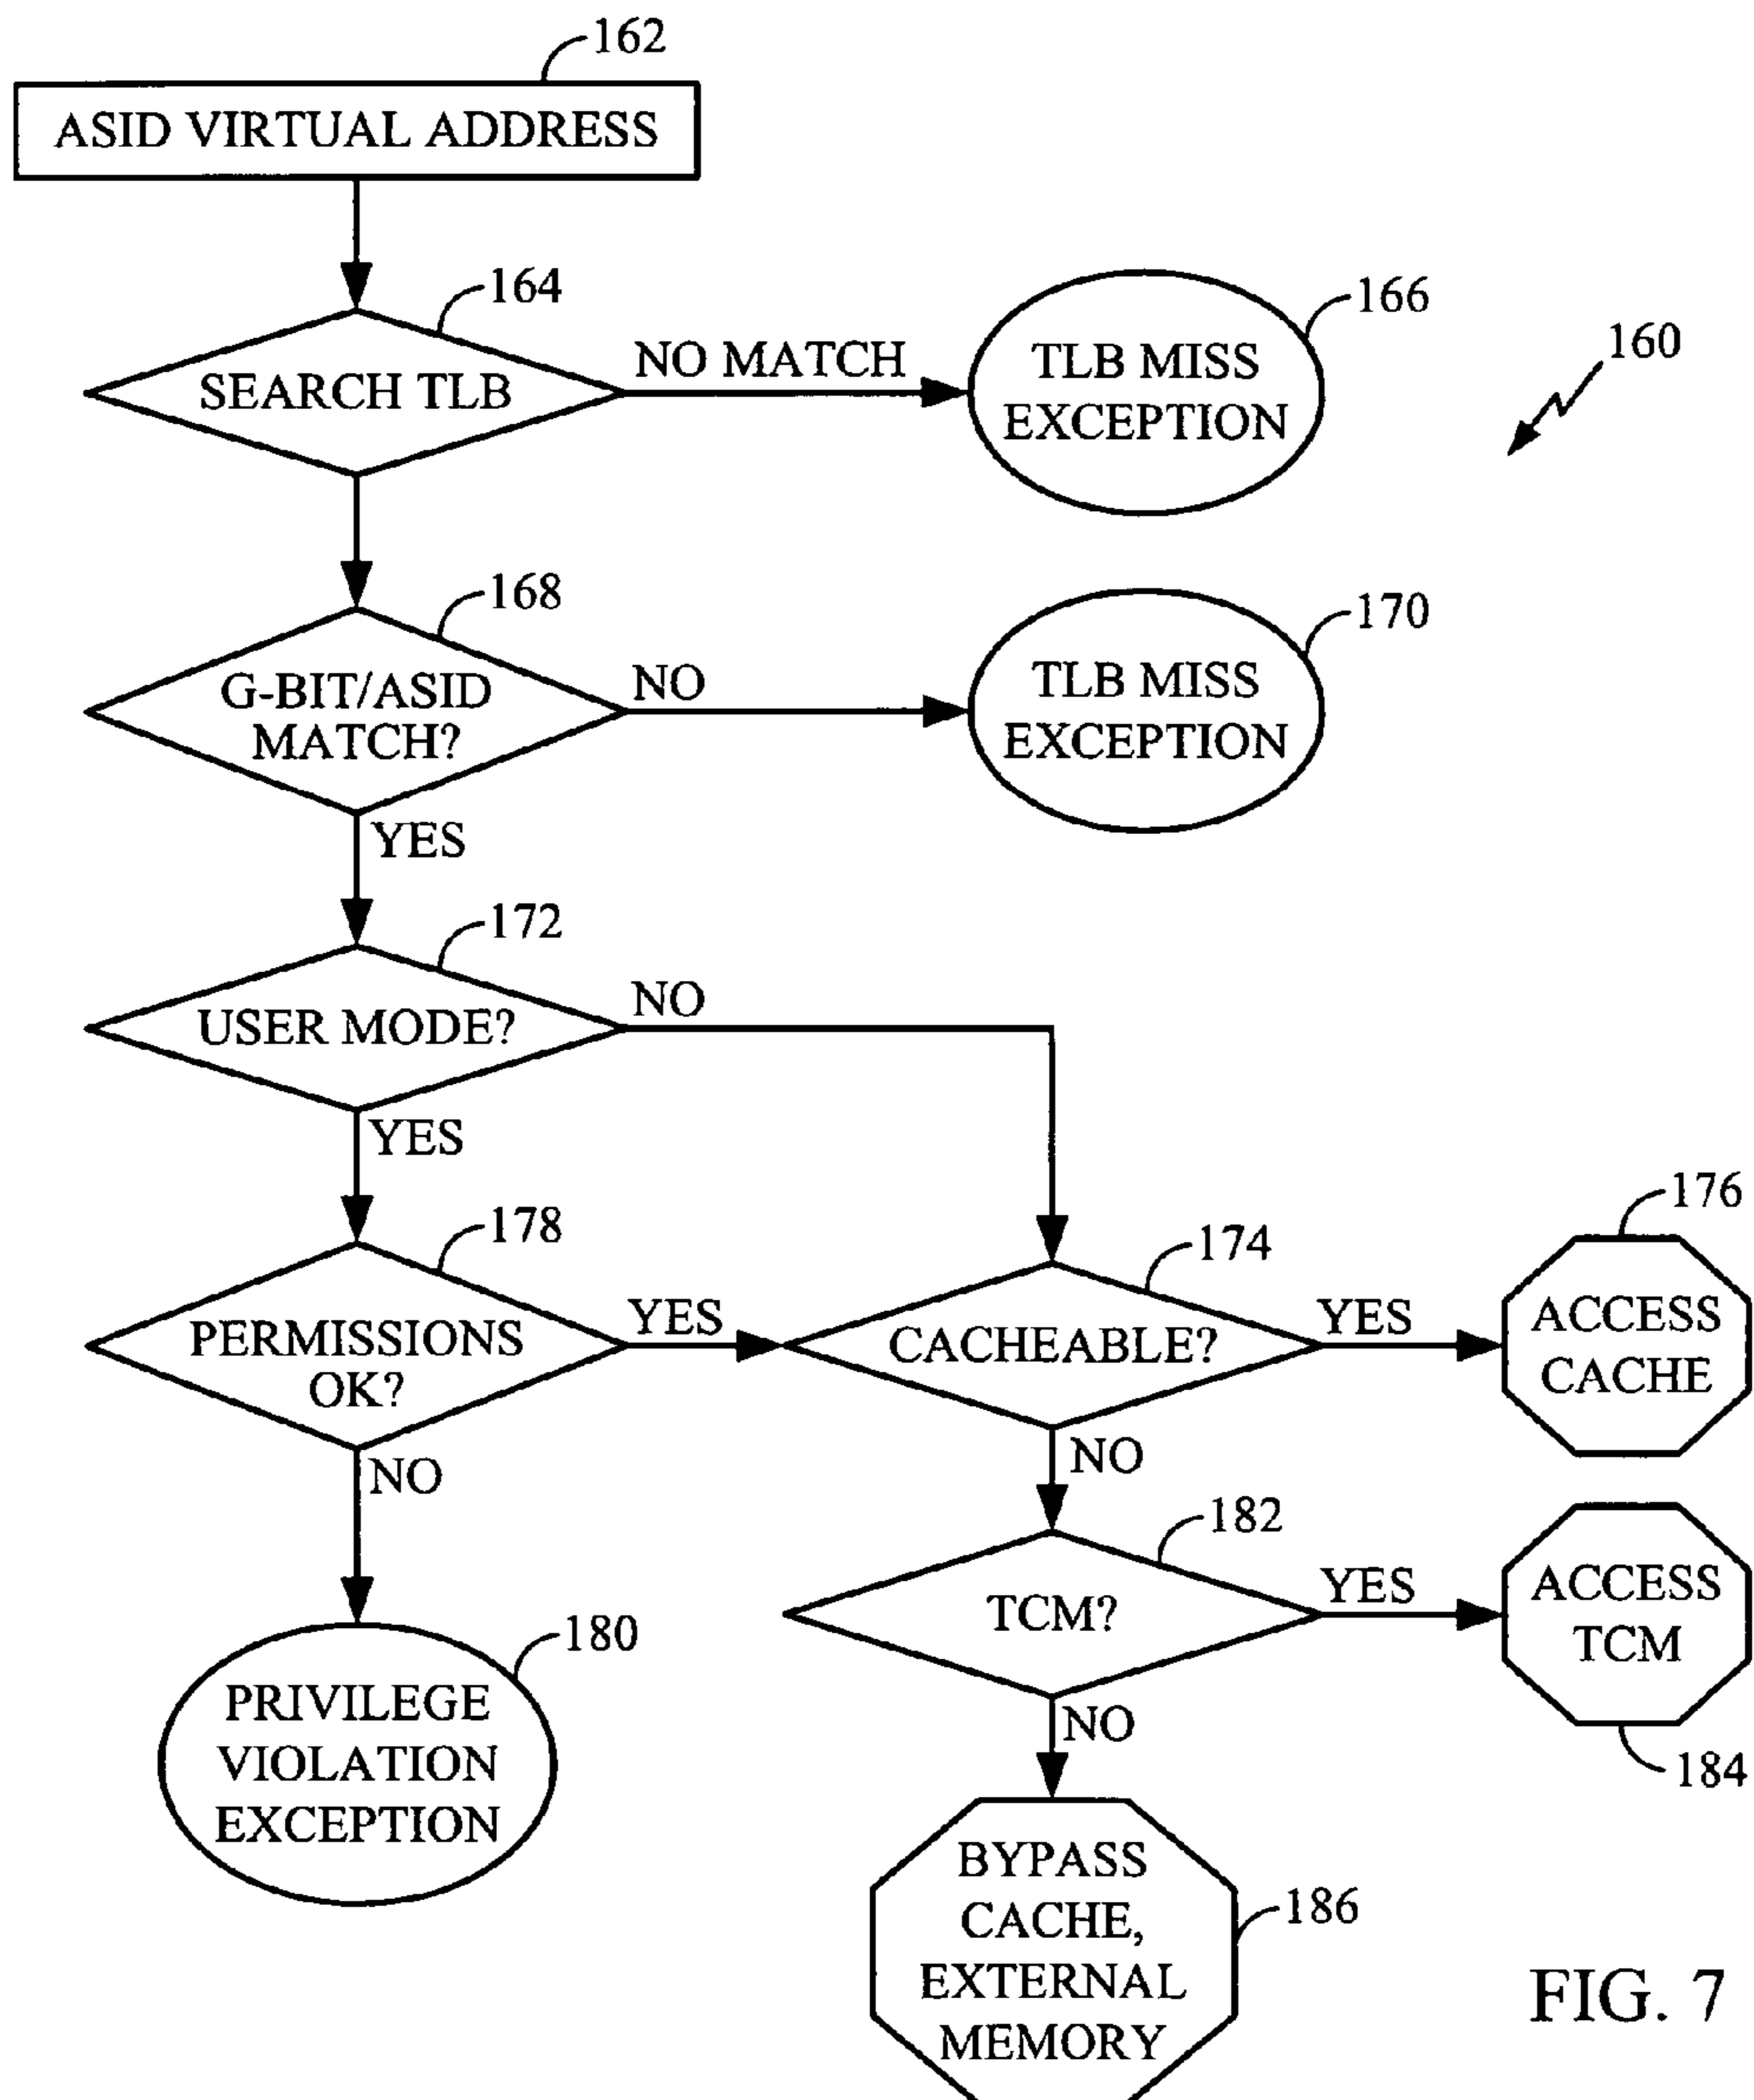 162
ASID VIRTUAL ADDRESS
164
SEARCH TLB
NO MATCH
166
TLB MISS
EXCEPTION
160
168
G-BIT/ASID
MATCH?
NO
170
TLB MISS
EXCEPTION
YES
172
USER MODE?
NO
YES
178
PERMISSIONS
OK?
YES
174
CACHEABLE?
YES
176
ACCESS
CACHE
NO
NO
182
TCM?
YES
ACCESS
TCM
184
180
PRIVILEGE
VIOLATION
EXCEPTION
NO
BYPASS
CACHE,
EXTERNAL
MEMORY
186
FIG. 7